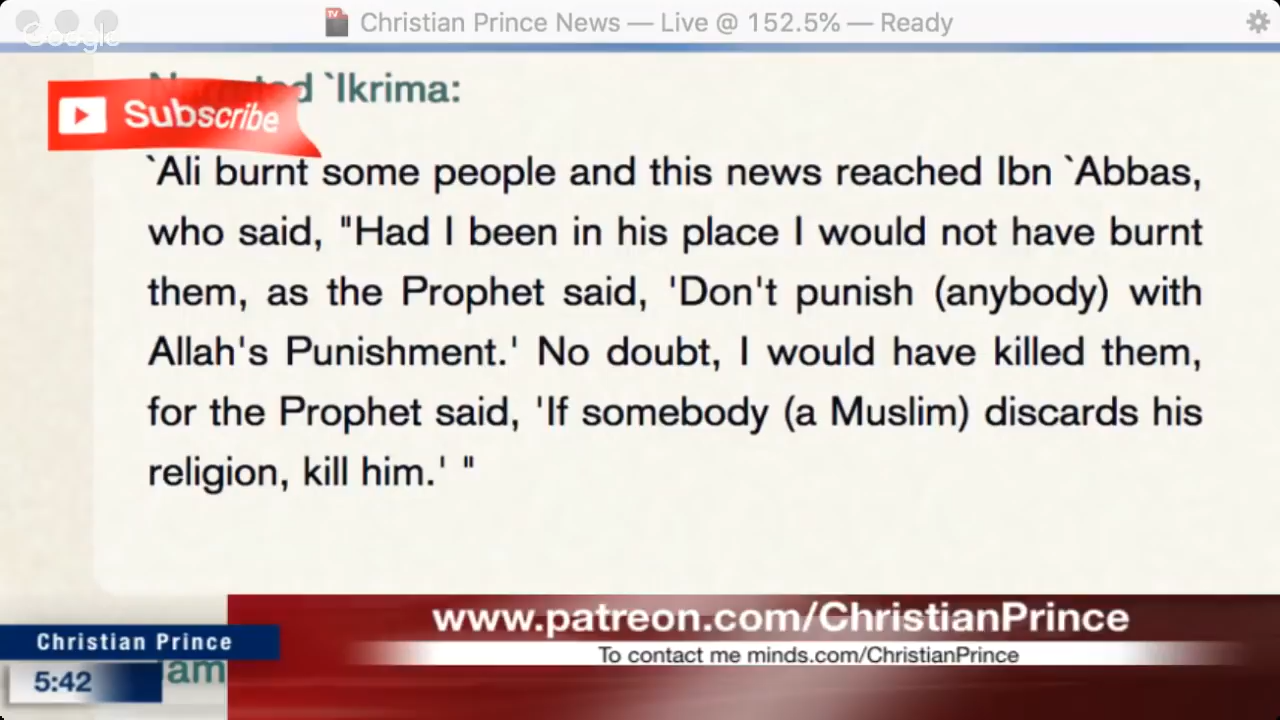 Christian Prince News — Live @ 152.5% — Ready
Google
TV
`Ikrima:
Subscribe
`Ali burnt some people and this news reached Ibn `Abbas,
who said, "Had I been in his place I would not have burnt
them, as the Prophet said, 'Don't punish (anybody) with
Allah's Punishment.' No doubt, I would have killed them,
for the Prophet said, 'If somebody (a Muslim) discards his
religion, kill him.' "
www.patreon.com/ChristianPrince
Christian Prince
To contact me minds.com/ChristianPrince
5:42